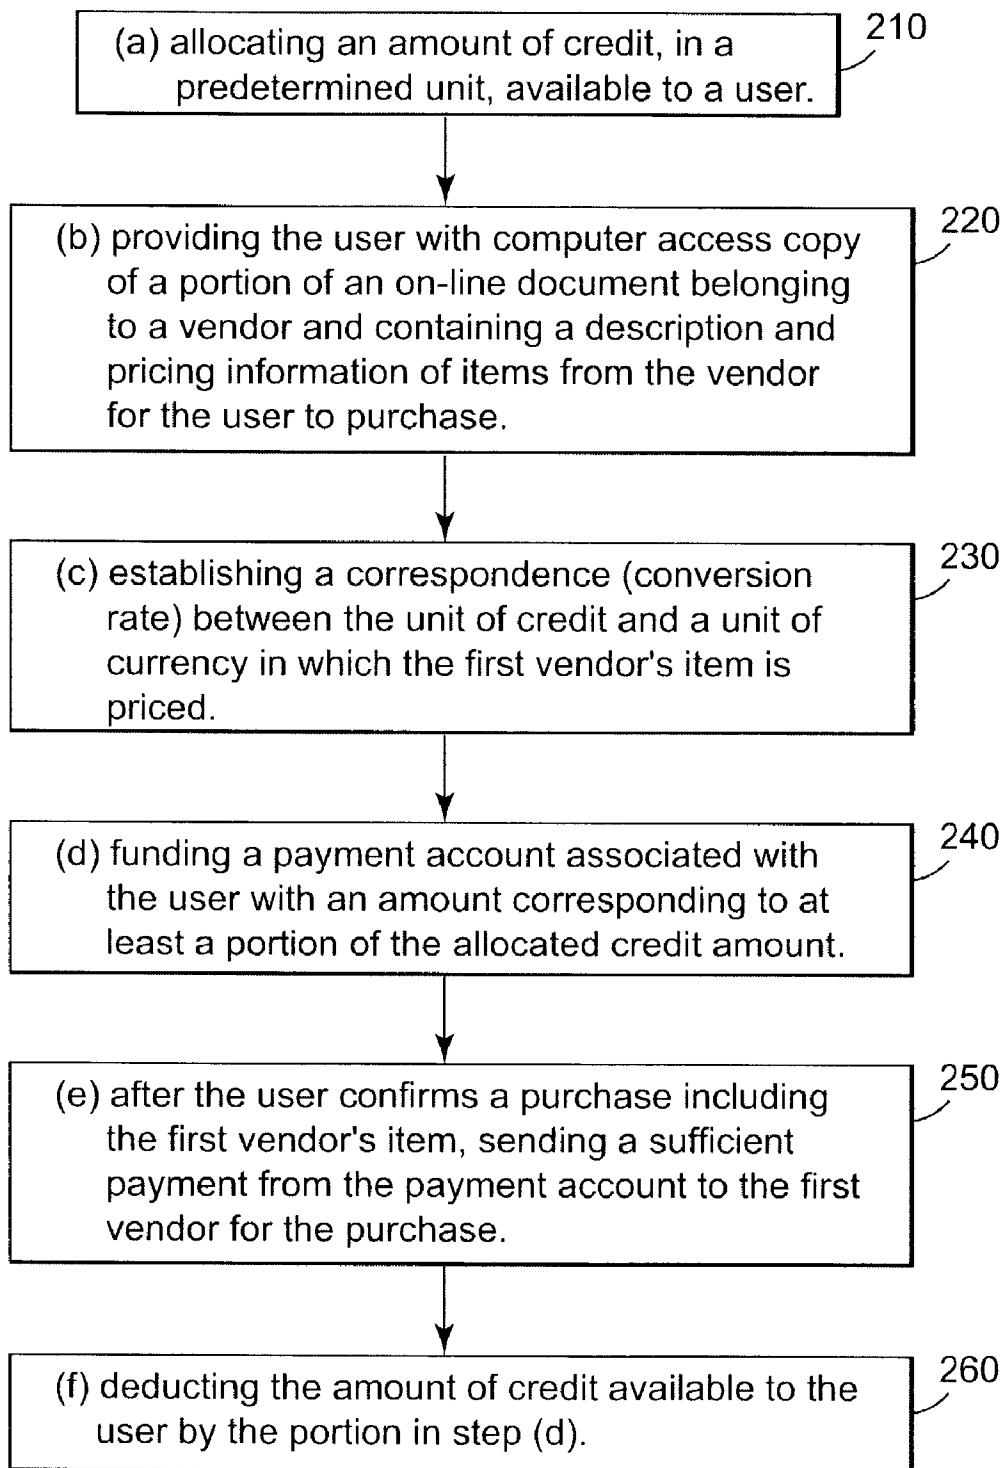 (a) allocating an amount of credit, in a
predetermined unit, available to a user.
210
(b) providing the user with computer access copy
of a portion of an on-line document belonging
to a vendor and containing a description and
pricing information of items from the vendor
for the user to purchase.
220
(c) establishing a correspondence (conversion
rate) between the unit of credit and a unit of
currency in which the first vendor's item is
priced.
230
(d) funding a payment account associated with
the user with an amount corresponding to at
least a portion of the allocated credit amount.
240
(e) after the user confirms a purchase including
the first vendor's item, sending a sufficient
payment from the payment account to the first
vendor for the purchase.
250
(f) deducting the amount of credit available to the
user by the portion in step (d).
260